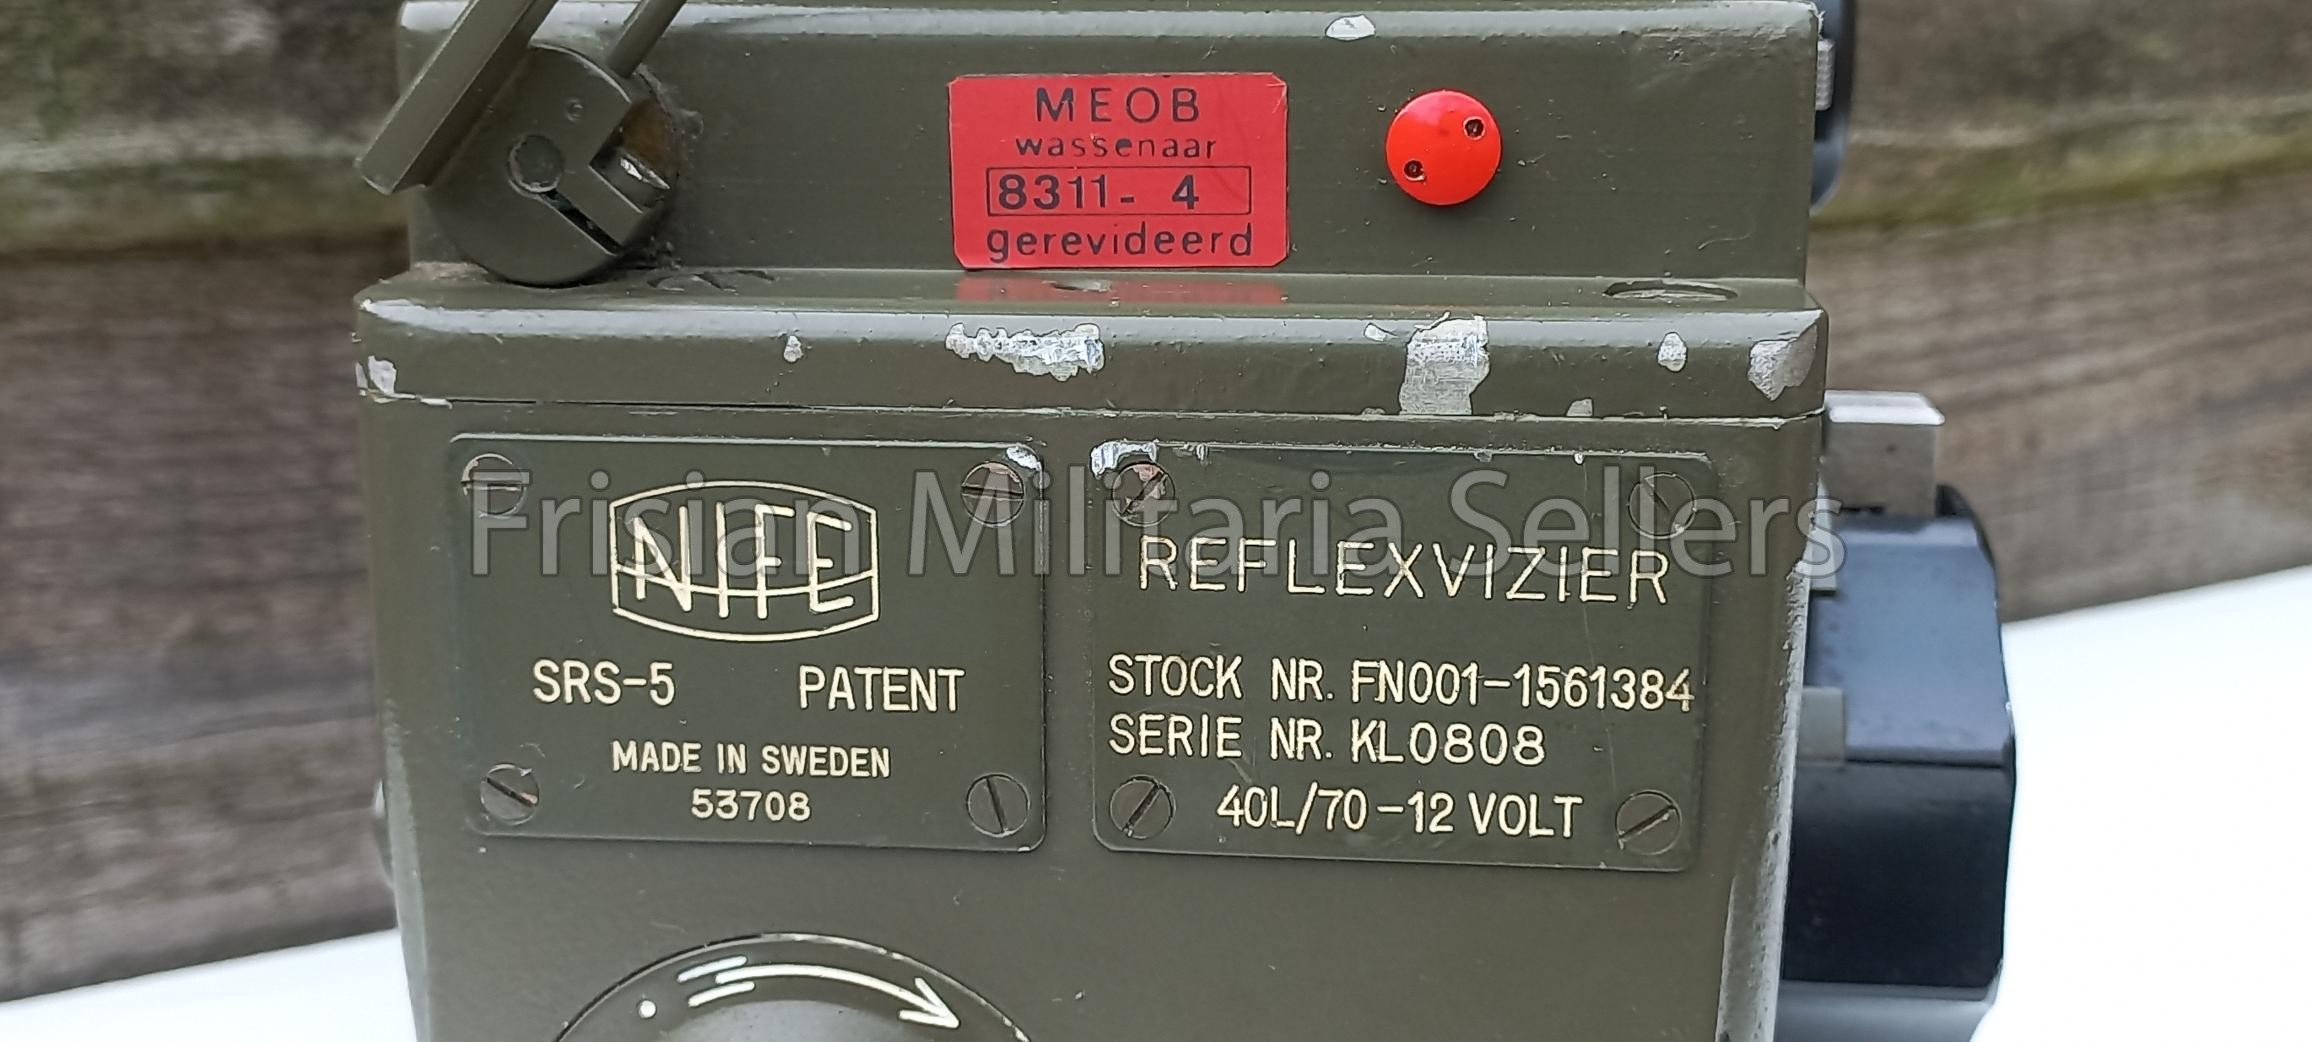 MEOB
wassenaar
8311- 4
gerevideerd
Frisian Militaria Sellers
NIFE
SRS-5 PATENT
MADE IN SWEDEN
53708
REFLEXVIZIER
STOCK NR. FN001-1561384
SERIE NR. KL0808
40L/70-12 VOLT